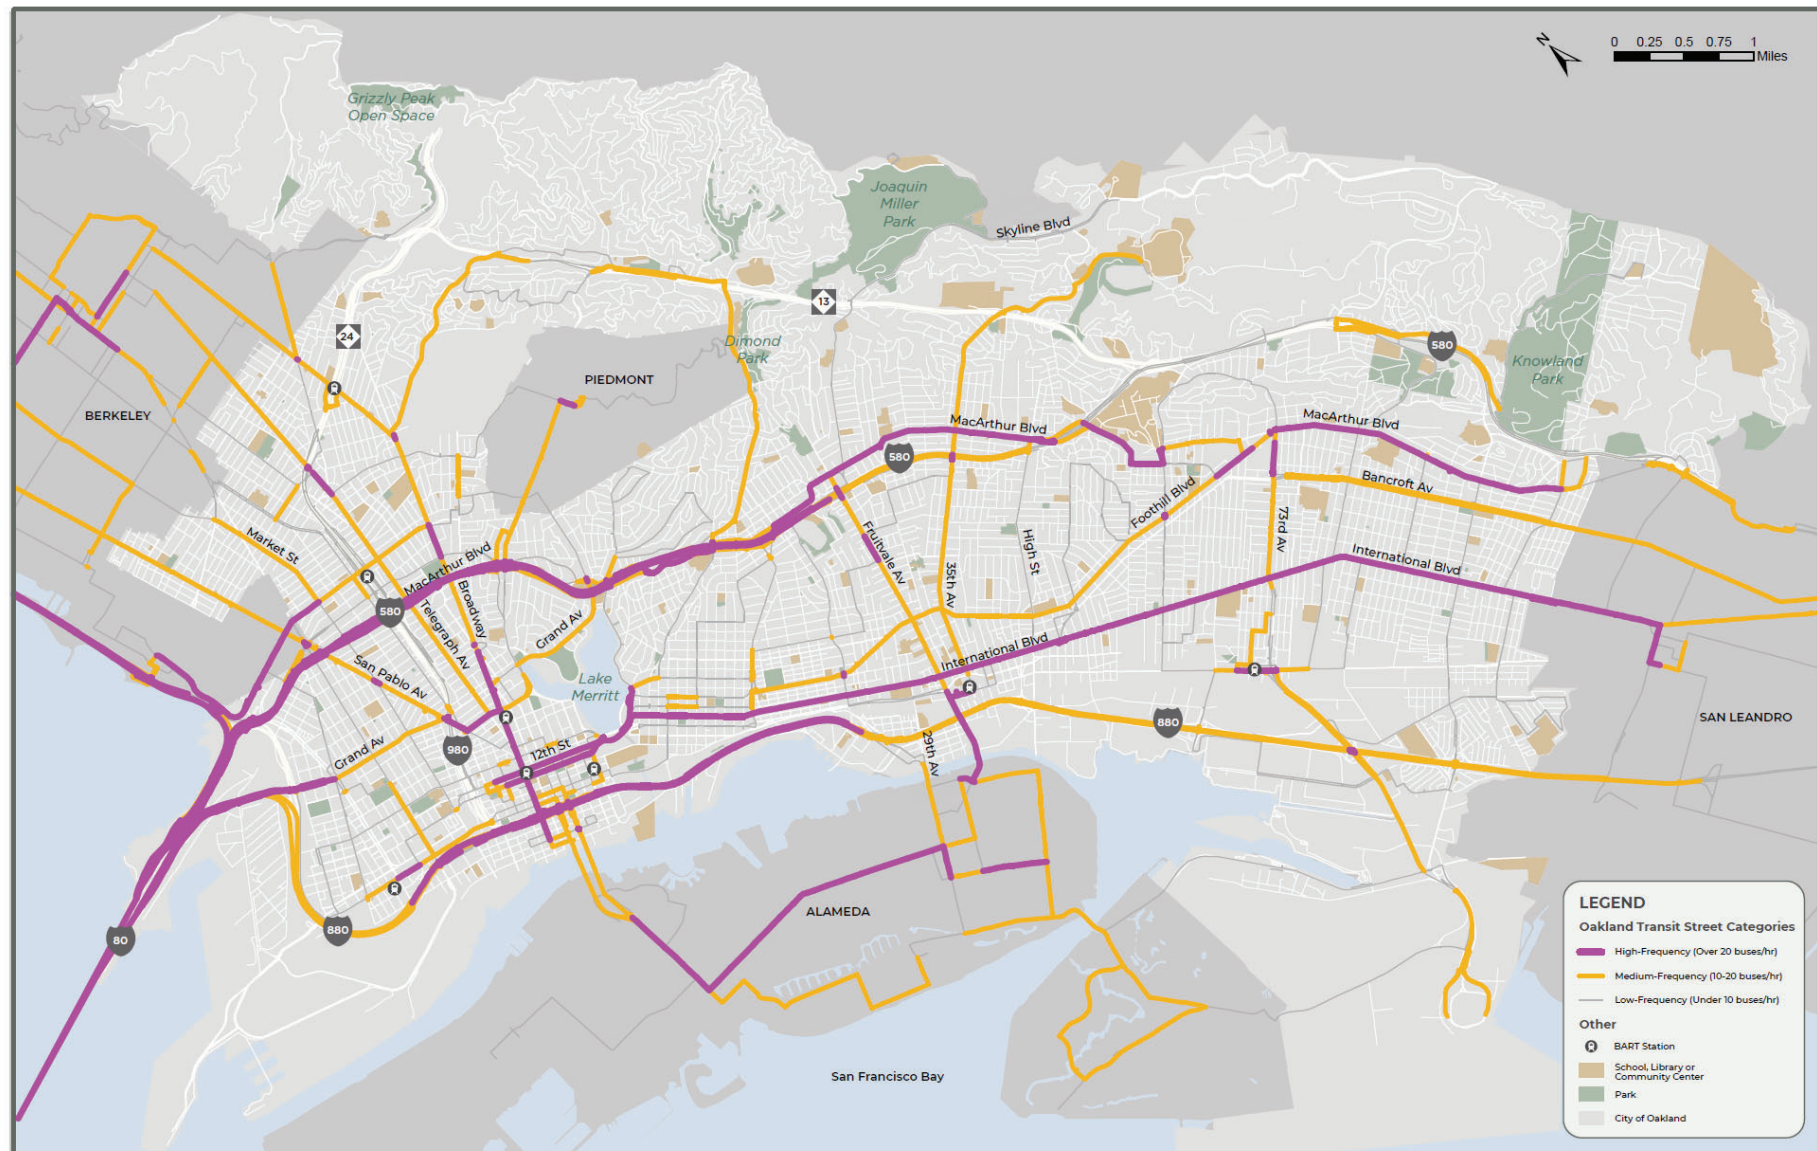 N
0 0.25 0.5 0.75 1
Miles
Grizzly Peak
Open Space
Joaquin
Miller
Park
Skyline Blvd
13
24
Dimond
Park
580
Knowland
Park
PIEDMONT
BERKELEY
MacArthur Blvd
MacArthur Blvd
580
Bancroft Av
Foothill Blvd
73rd Av
Market St
MacArthur Blvd
Fruitvale Av
35th Av
High St
International Blvd
580
Telegraph Av
Broadway
Grand Av
San Pablo Av
Lake
Merritt
International Blvd
SAN LEANDRO
880
980
12th St
Grand Av
29th Av
ALAMEDA
880
80
San Francisco Bay
LEGEND
Oakland Transit Street Categories
High-Frequency (Over 20 buses/hr)
Medium-Frequency (10-20 buses/hr)
Low-Frequency (Under 10 buses/hr)
Other
BART Station
School, Library or
Community Center
Park
City of Oakland